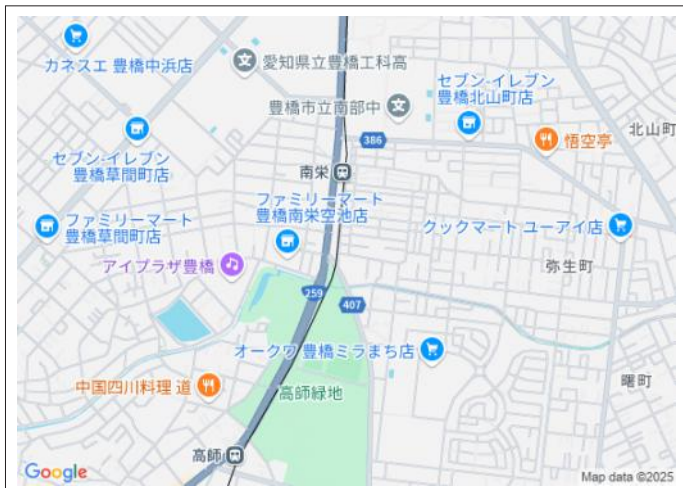 カネスエ 豊橋中浜店
愛知県立豊橋工科高
豊橋市立南部中
セブン-イレブン
豊橋北山町店
北山町
386
悟空亭
セブン-イレブン
豊橋草間町店
南栄
ファミリーマート
豊橋南栄空池店
ファミリーマート
豊橋草間町店
クックマート ユーアイ店
アイプラザ豊橋
弥生町
259
407
オークワ 豊橋ミラまち店
中国四川料理 道
高師緑地
曙町
高師
Google
Map data ©2025